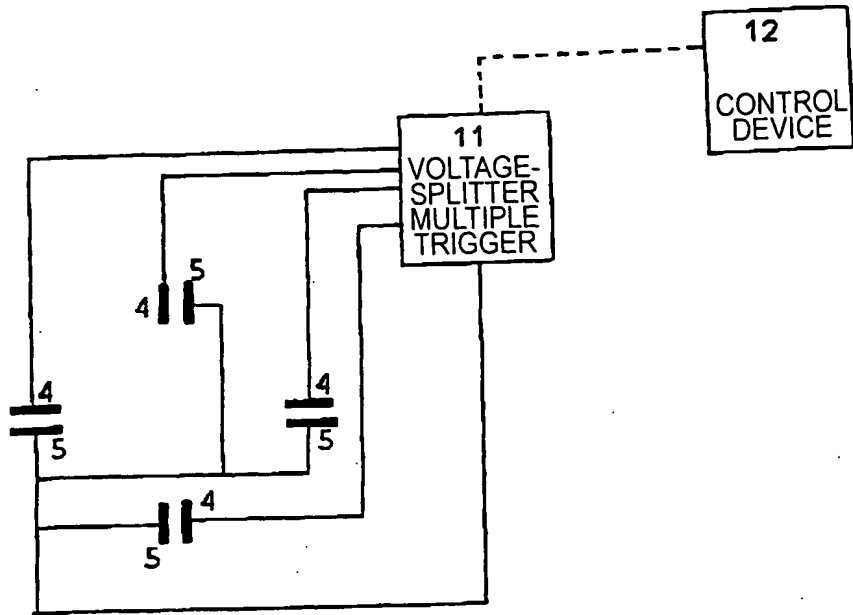 12
CONTROL
DEVICE
11
VOLTAGE-
SPLITTER
MULTIPLE
TRIGGER
5
4
4
5
4
5
4
5